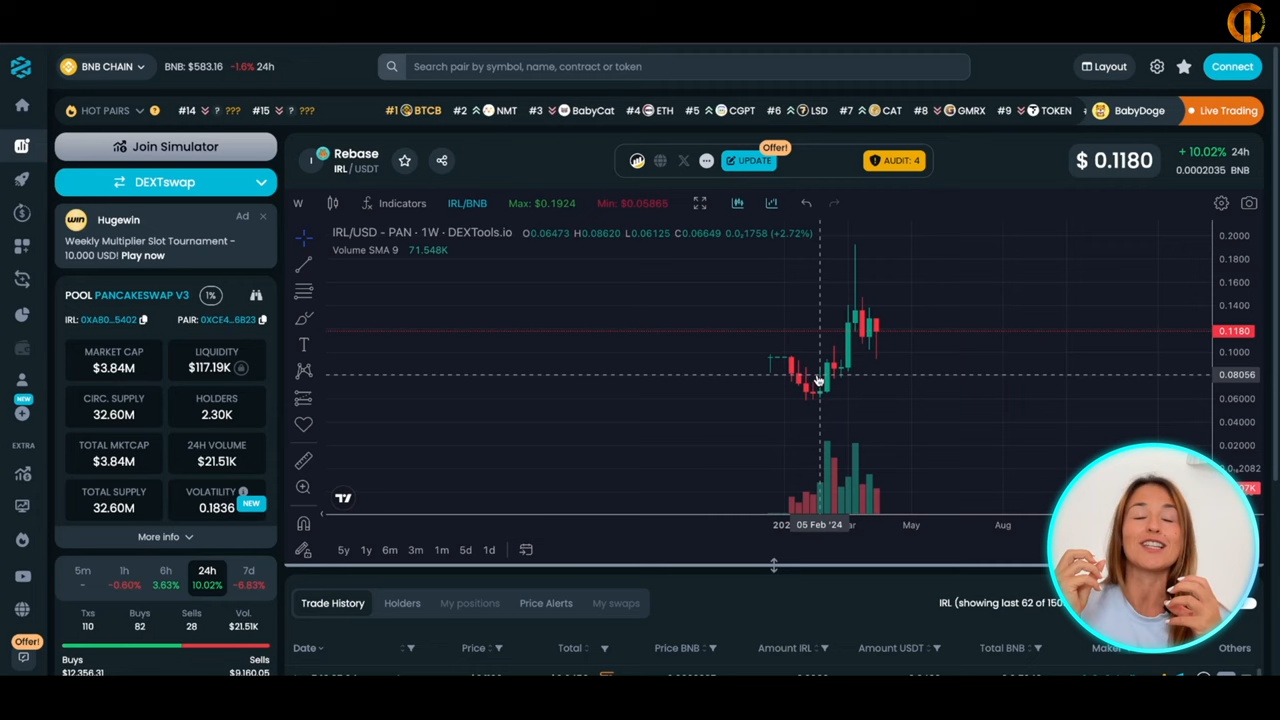 BNB CHAIN BNB: $583.16 -1.6% 24h Search pair by symbol, name, contract or token Layout Connect
HOT PAIRS #14 ? ??? #15 ? ??? #1 BTCB #2 NMT #3 BabyCat #4 ETH #5 CGPT #6 LSD #7 CAT #8 GMRX #9 TOKEN BabyDoge Live Trading
Join Simulator
DEXTswap
WIN Hugewin Ad
Weekly Multiplier Slot Tournament -
10.000 USD! Play now
POOL PANCAKESWAP V3 1%
IRL: 0XAB0...5402 PAIR: 0XCE4...6B23
MARKET CAP LIQUIDITY
$3.84M $117.19K
CIRC. SUPPLY HOLDERS
32.60M 2.30K
TOTAL MKTCAP 24H VOLUME
$3.84M $21.51K
TOTAL SUPPLY VOLATILITY NEW
32.60M 0.1836
More info
5m 1h 6h 24h 7d
- -0.60% 3.63% 10.02% -6.83%
Txs Buys Sells Vol.
110 82 28 $21.51K
Buys Sells
$12,356.31 $9,160.05
NEW
EXTRA
Offer!
I Rebase
IRL / USDT
Offer!
UPDATE
AUDIT: 4
$ 0.1180 + 10.02% 24h
0.0002035 BNB
W Indicators IRL/BNB Max: $0.1924 Min: $0.05865
IRL/USD - PAN · 1W · DEXTools.io O0.06473 H0.08620 L0.06125 C0.06649 0.0₂1758 (+2.72%)
Volume SMA 9 71.548K
0.2000
0.1800
0.1600
0.1400
0.1180
0.1000
0.08056
0.06000
0.04000
0.02000
05 Feb '24 May Aug
5y 1y 6m 3m 1m 5d 1d
Trade History Holders My positions Price Alerts My swaps IRL (showing last 62 of 150
Date Price Total Price BNB Amount IRL Amount USDT Total BNB Maker Others